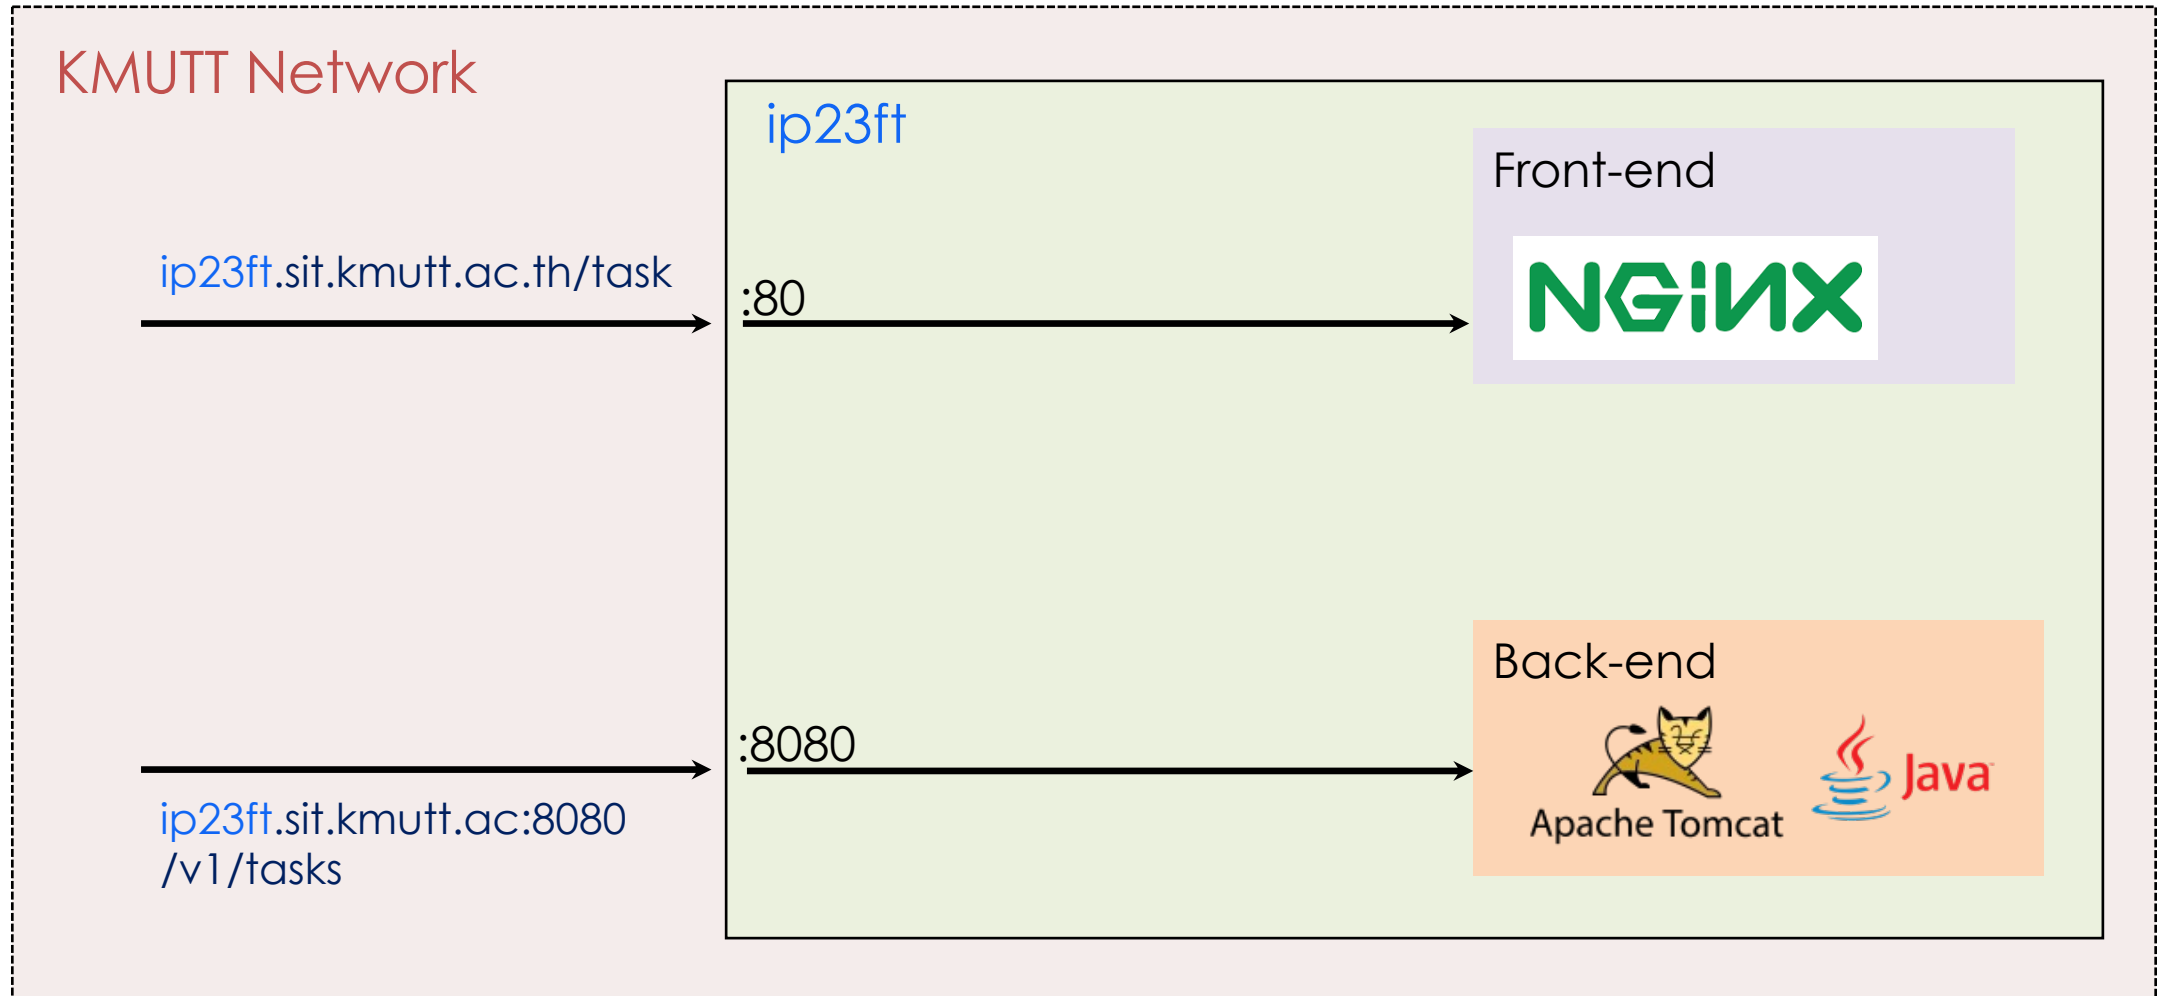 KMUTT Network
ip23ft
Front-end
NGiNX
ip23ft.sit.kmutt.ac.th/task
:80
Back-end
:8080
Apache Tomcat
Java
ip23ft.sit.kmutt.ac:8080
/v1/tasks